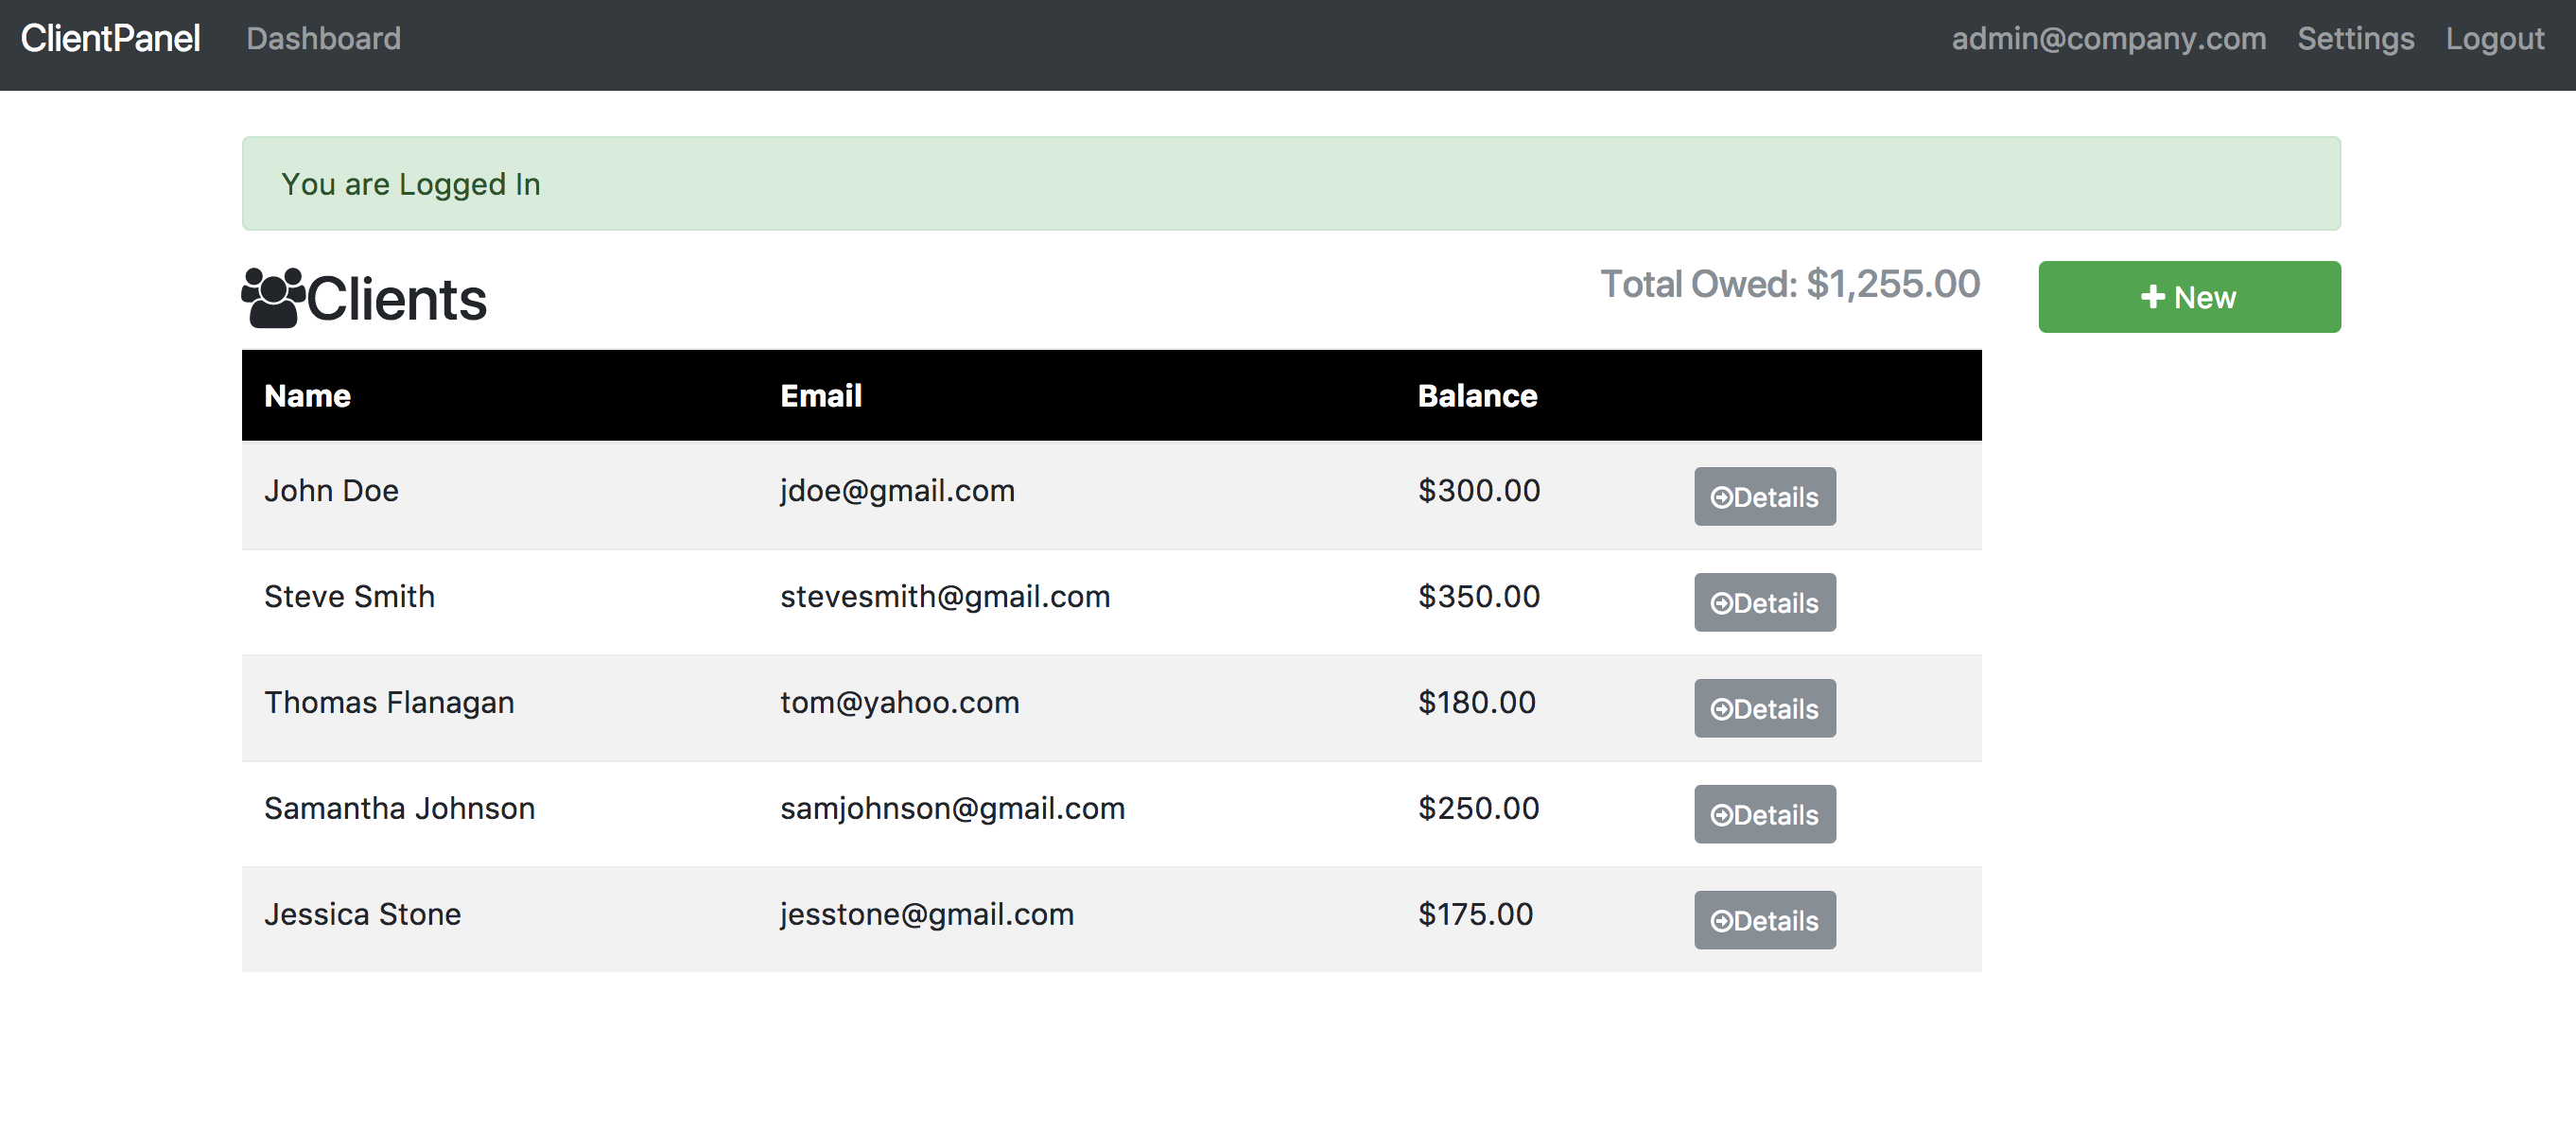 ClientPanel Dashboard admin@company.com Settings Logout
You are Logged In
Clients Total Owed: $1,255.00 New
Name Email Balance
John Doe jdoe@gmail.com $300.00 Details
Steve Smith stevesmith@gmail.com $350.00 Details
Thomas Flanagan tom@yahoo.com $180.00 Details
Samantha Johnson samjohnson@gmail.com $250.00 Details
Jessica Stone jesstone@gmail.com $175.00 Details